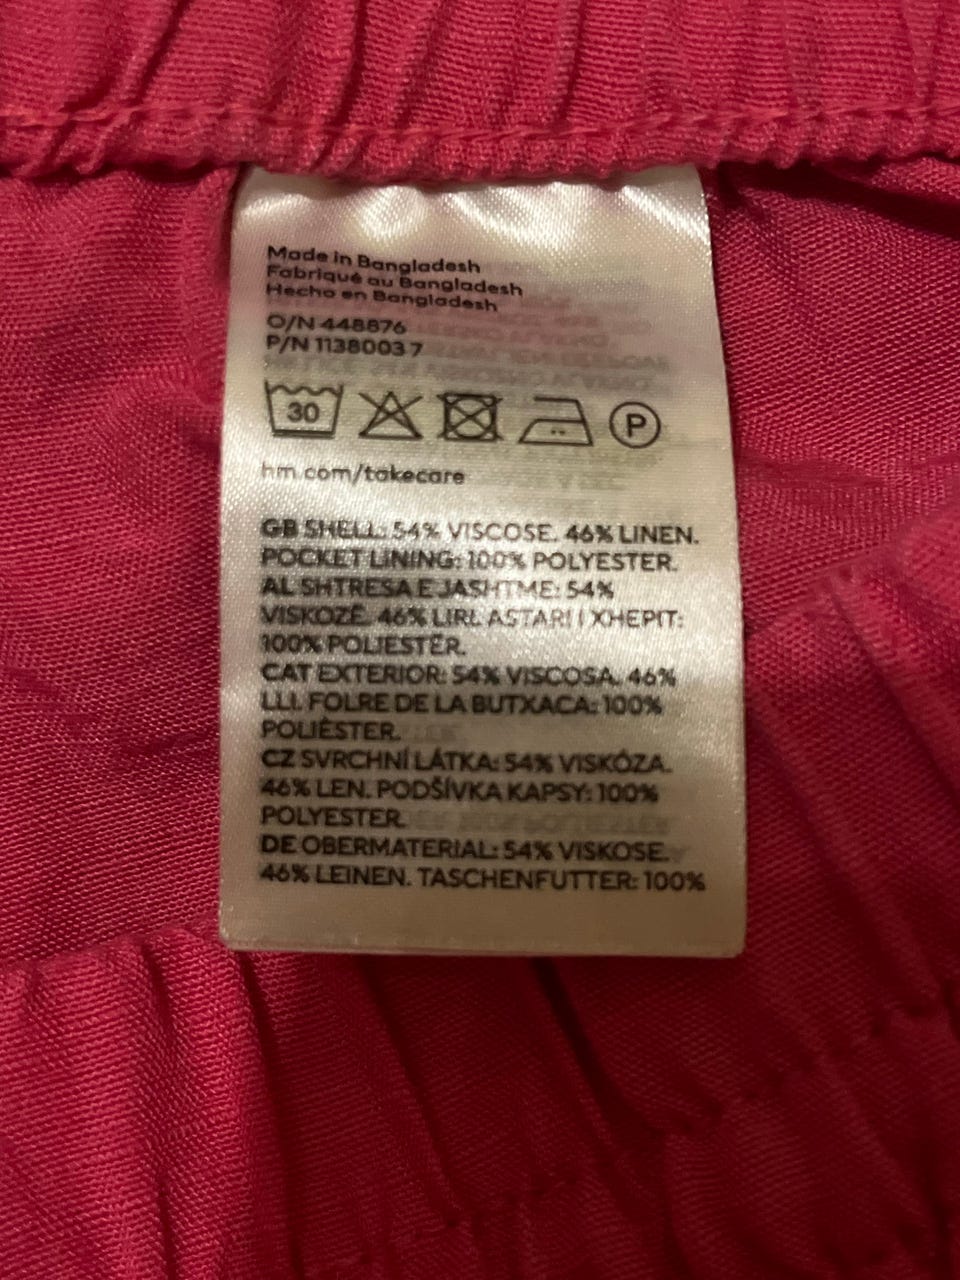 Made in Bangladesh
Fabriqué au Bangladesh
Hecho en Bangladesh
O/N 448876
P/N 1138003 7
30 P
hm.com/takecare
GB SHELL: 54% VISCOSE. 46% LINEN.
POCKET LINING: 100% POLYESTER.
AL SHTRESA E JASHTME: 54%
VISKOZË. 46% LIRI. ASTARI I XHEPIT:
100% POLIESTËR.
CAT EXTERIOR: 54% VISCOSA. 46%
LLI. FOLRE DE LA BUTXACA: 100%
POLIÈSTER.
CZ SVRCHNÍ LÁTKA: 54% VISKÓZA.
46% LEN. PODŠÍVKA KAPSY: 100%
POLYESTER.
DE OBERMATERIAL: 54% VISKOSE.
46% LEINEN. TASCHENFUTTER: 100%